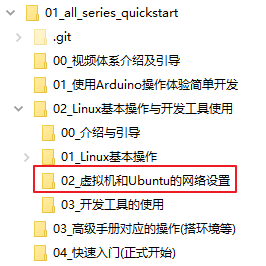 01_all_series_quickstart
.git
00_视频体系介绍及引导
01_使用Arduino操作体验简单开发
02_Linux基本操作与开发工具使用
00_介绍与引导
01_Linux基本操作
02_虚拟机和Ubuntu的网络设置
03_开发工具的使用
03_高级手册对应的操作(搭环境等)
04_快速入门(正式开始)